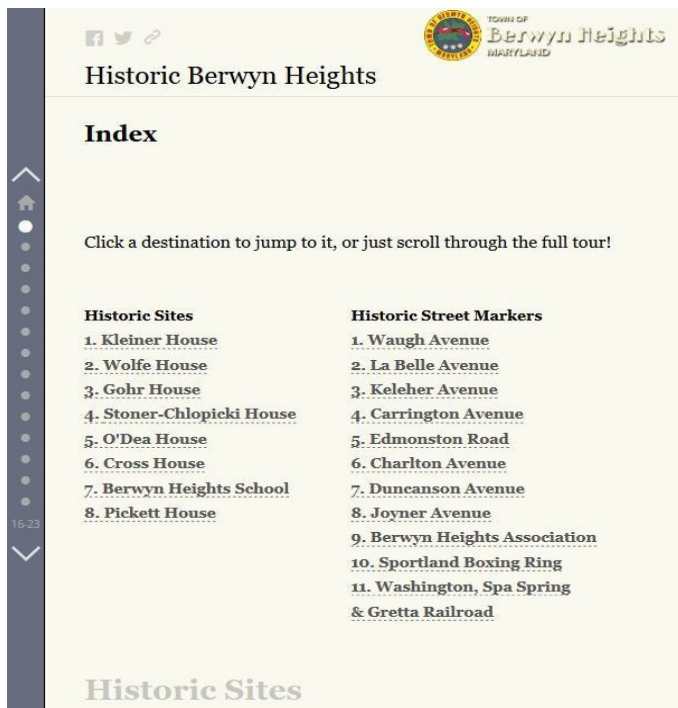 TOWN OF
Berwyn Heights
MARYLAND
Historic Berwyn Heights
Index
Click a destination to jump to it, or just scroll through the full tour!
Historic Sites
1. Kleiner House
2. Wolfe House
3. Gohr House
4. Stoner-Chlopicki House
5. O'Dea House
6. Cross House
7. Berwyn Heights School
8. Pickett House
Historic Street Markers
1. Waugh Avenue
2. La Belle Avenue
3. Keleher Avenue
4. Carrington Avenue
5. Edmonston Road
6. Charlton Avenue
7. Duncanson Avenue
8. Joyner Avenue
9. Berwyn Heights Association
10. Sportland Boxing Ring
11. Washington, Spa Spring
& Gretta Railroad
16-23
Historic Sites